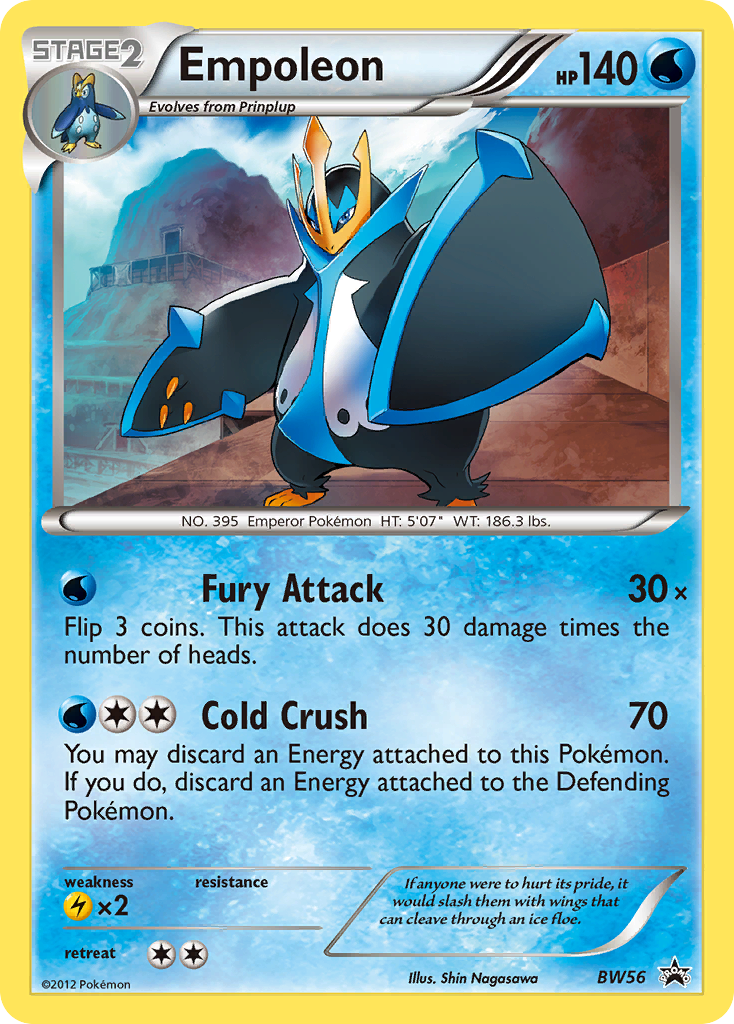 STAGE2
Empoleon
HP140
Evolves from Prinplup
NO. 395 Emperor Pokémon HT: 5'07" WT: 186.3 lbs.
Fury Attack 30×
Flip 3 coins. This attack does 30 damage times the
number of heads.
Cold Crush 70
You may discard an Energy attached to this Pokémon.
If you do, discard an Energy attached to the Defending
Pokémon.
weakness resistance
×2
If anyone were to hurt its pride, it
would slash them with wings that
can cleave through an ice floe.
retreat
©2012 Pokémon
Illus. Shin Nagasawa
BW56 PROMO